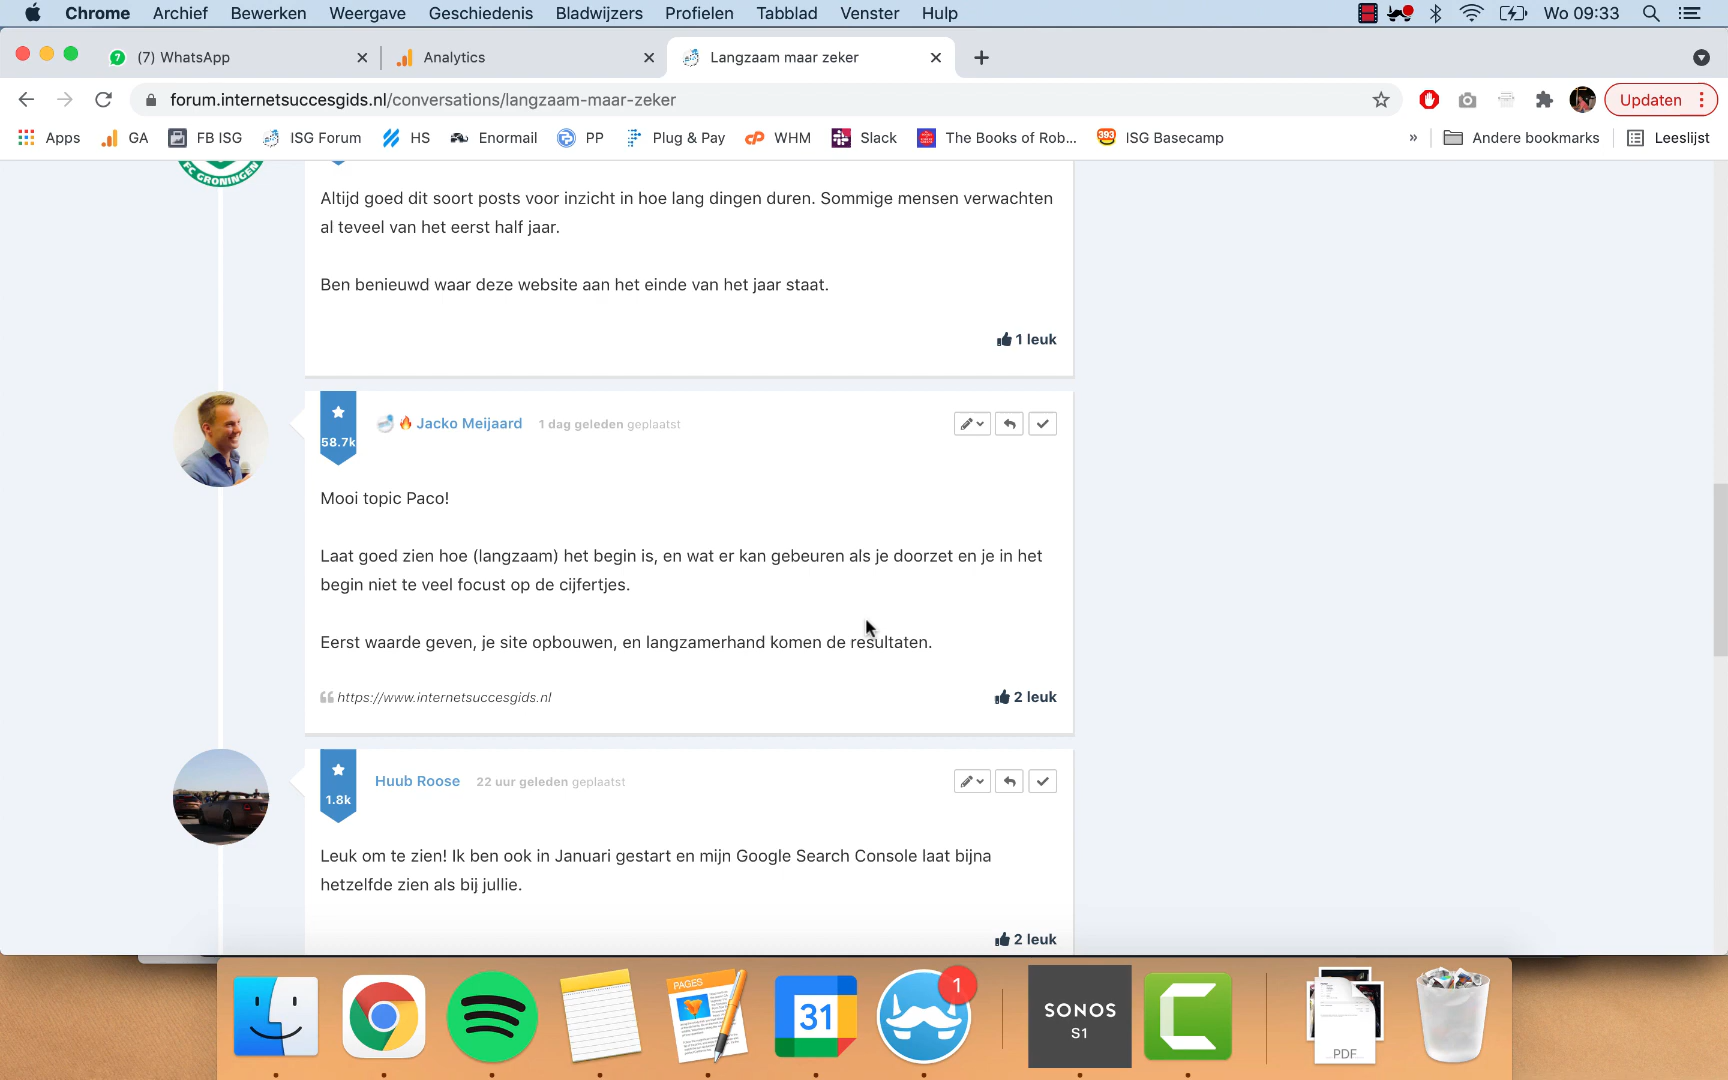 Chrome Archief Bewerken Weergave Geschiedenis Bladwijzers Profielen Tabblad Venster Hulp Wo 09:33
7 (7) WhatsApp Analytics Langzaam maar zeker
forum.internetsuccesgids.nl/conversations/langzaam-maar-zeker Updaten
Apps GA FB ISG ISG Forum HS Enormail PP Plug & Pay WHM Slack The Books of Rob... 393 ISG Basecamp » Andere bookmarks Leeslijst
FC GRONINGEN
Altijd goed dit soort posts voor inzicht in hoe lang dingen duren. Sommige mensen verwachten
al teveel van het eerst half jaar.
Ben benieuwd waar deze website aan het einde van het jaar staat.
1 leuk
58.7k Jacko Meijaard 1 dag geleden geplaatst
Mooi topic Paco!
Laat goed zien hoe (langzaam) het begin is, en wat er kan gebeuren als je doorzet en je in het
begin niet te veel focust op de cijfertjes.
Eerst waarde geven, je site opbouwen, en langzamerhand komen de resultaten.
https://www.internetsuccesgids.nl 2 leuk
1.8k Huub Roose 22 uur geleden geplaatst
Leuk om te zien! Ik ben ook in Januari gestart en mijn Google Search Console laat bijna
hetzelfde zien als bij jullie.
2 leuk
PAGES
31
1
SONOS
S1
PDF